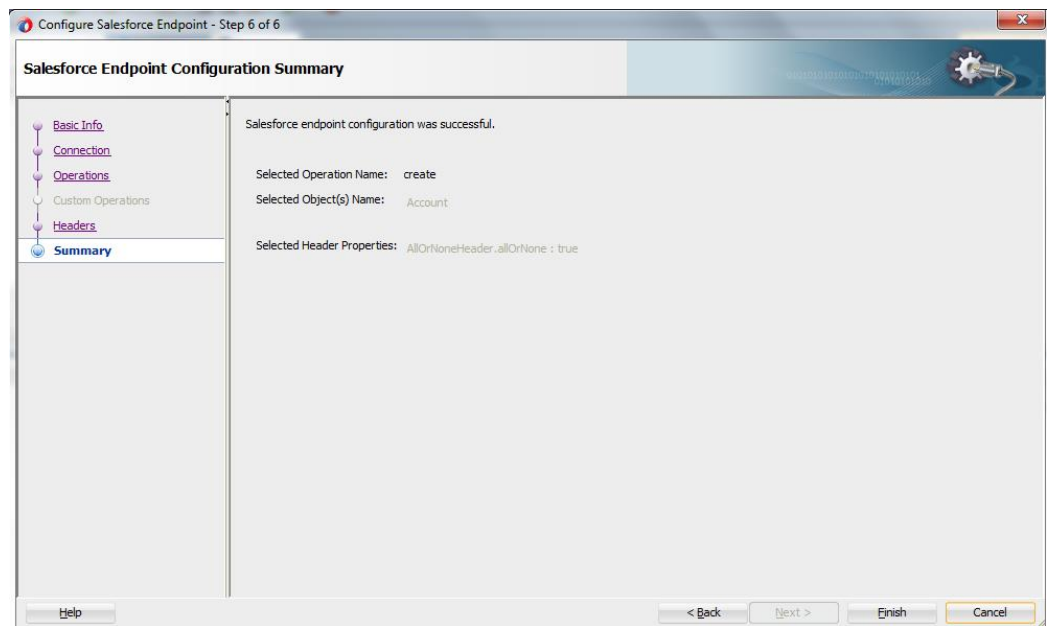 Configure Salesforce Endpoint - Step 6 of 6
Salesforce Endpoint Configuration Summary
Basic Info
Connection
Operations
Custom Operations
Headers
Summary
Salesforce endpoint configuration was successful.
Selected Operation Name: create
Selected Object(s) Name: Account
Selected Header Properties: AllOrNoneHeader.allOrNone : true
Help
< Back
Next >
Finish
Cancel